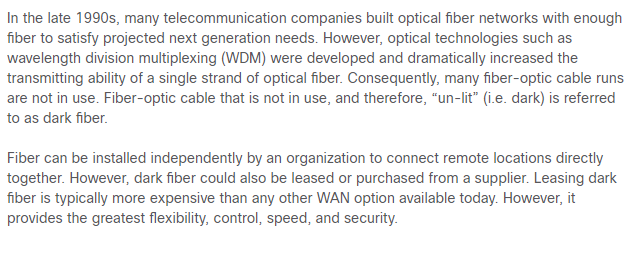 In the late 1990s, many telecommunication companies built optical fiber networks with enough
fiber to satisfy projected next generation needs. However, optical technologies such as
wavelength division multiplexing (WDM) were developed and dramatically increased the
transmitting ability of a single strand of optical fiber. Consequently, many fiber-optic cable runs
are not in use. Fiber-optic cable that is not in use, and therefore, “un-lit” (i.e. dark) is referred
to as dark fiber.
Fiber can be installed independently by an organization to connect remote locations directly
together. However, dark fiber could also be leased or purchased from a supplier. Leasing dark
fiber is typically more expensive than any other WAN option available today. However, it
provides the greatest flexibility, control, speed, and security.